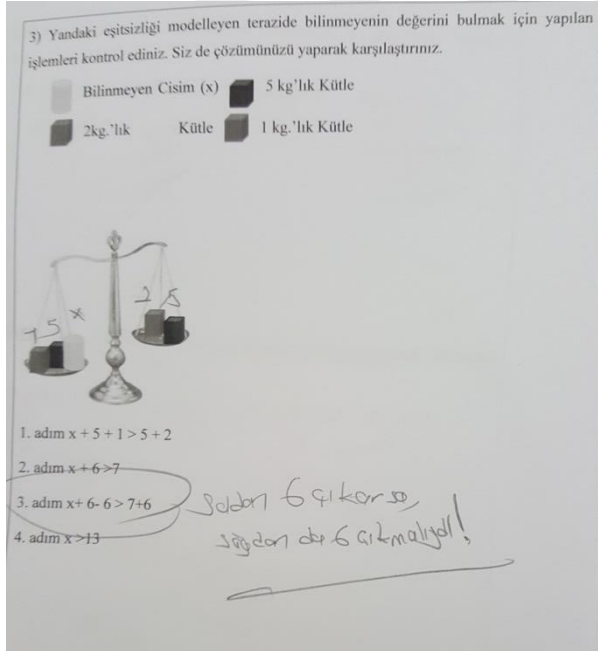 3) Yandaki eşitsizliği modelleyen terazide bilinmeyenin değerini bulmak için yapılan
işlemleri kontrol ediniz. Siz de çözümünüzü yaparak karşılaştırınız.
Bilinmeyen Cisim (x) 5 kg'lık Kütle
2kg.'lık Kütle 1 kg.'lık Kütle
2 5
1 5 x
1. adım x + 5 + 1 > 5 + 2
2. adım x + 6 >7
3. adım x+ 6- 6 > 7+6
4. adım x >13
Soldan 6 çıkarsa,
sağdan da 6 çıkmalıydı!